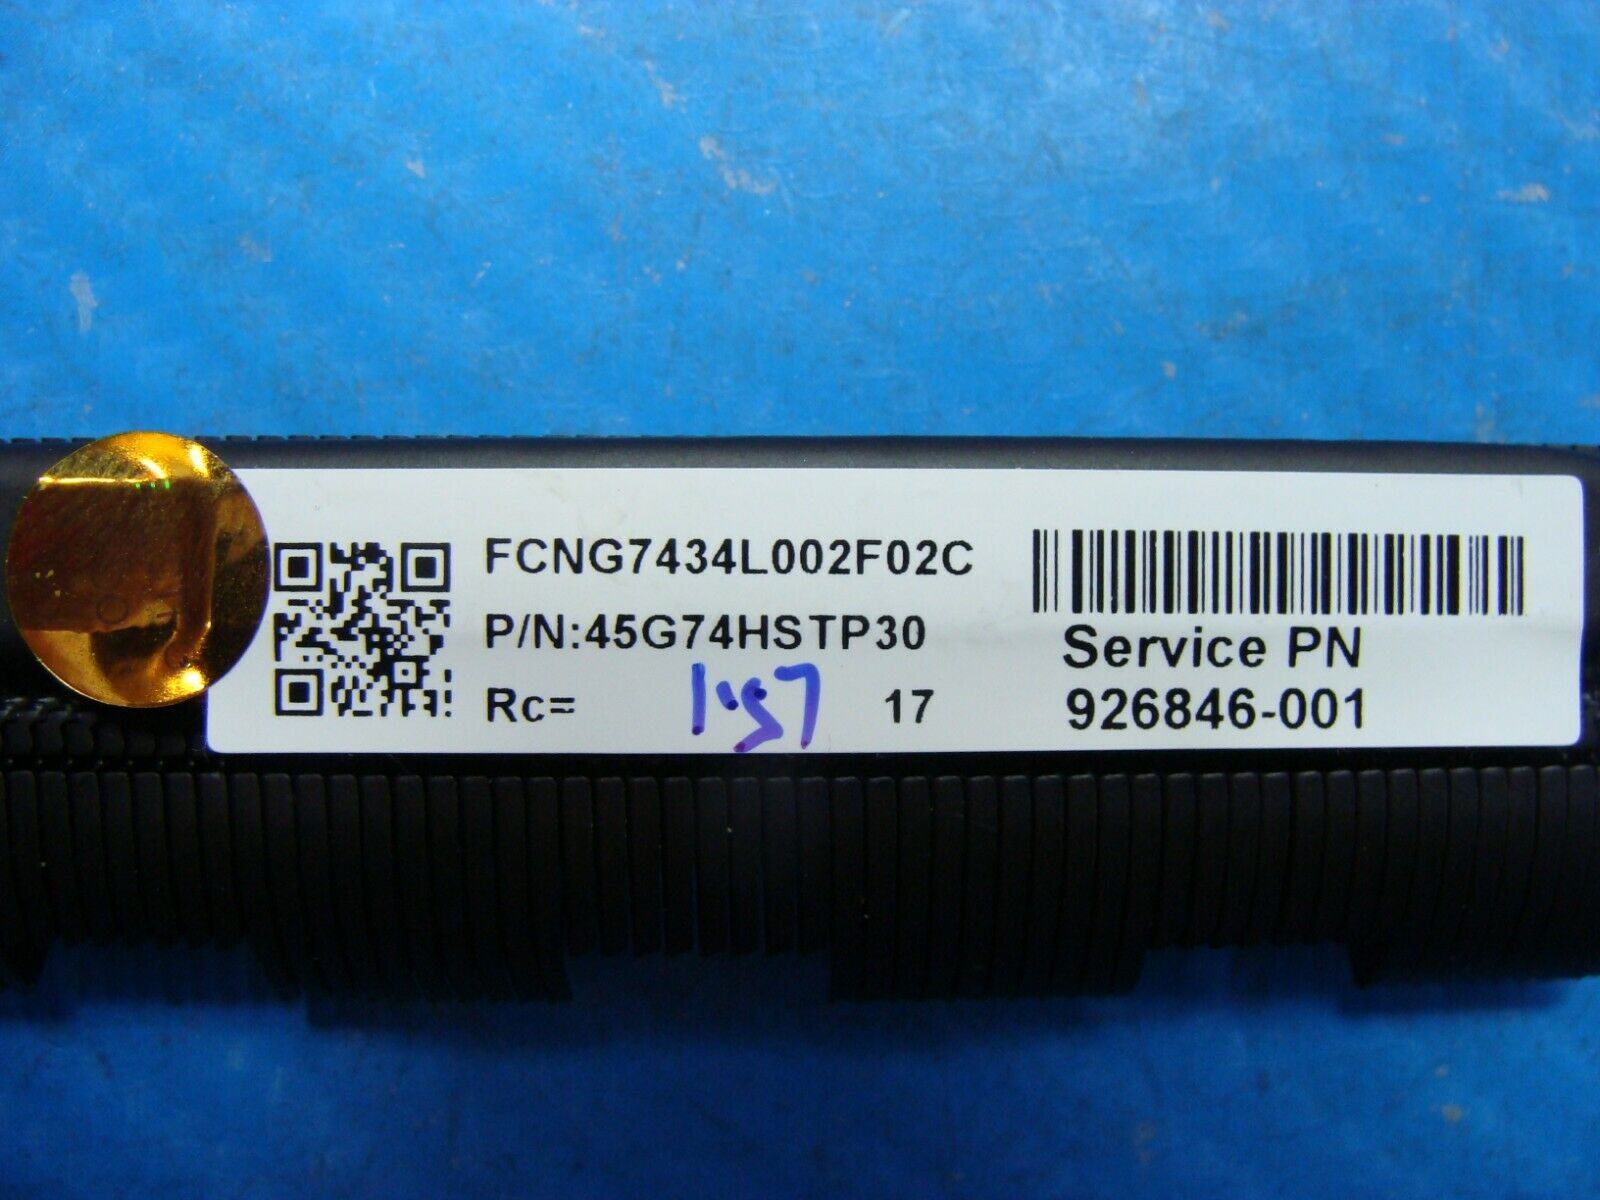 FCNG7434L002F02C
P/N:45G74HSTP30
Rc= 1.57 17
Service PN
926846-001